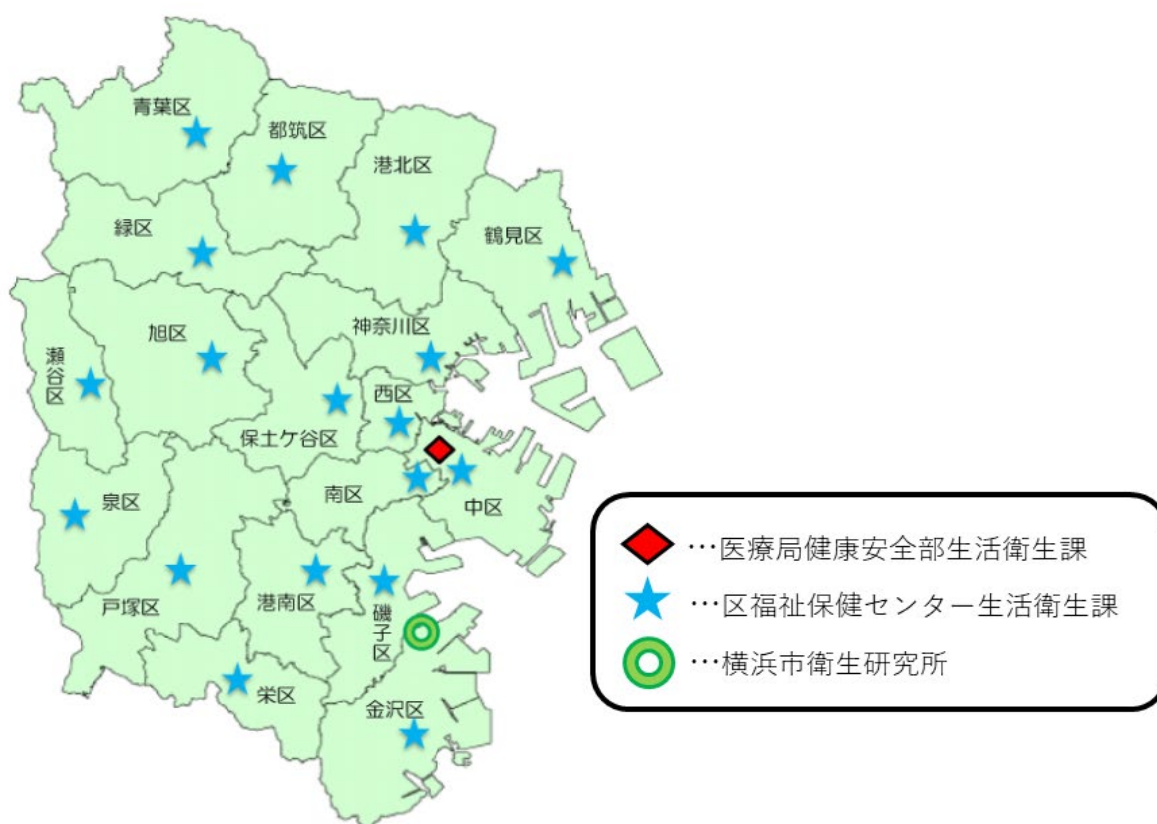 青葉区
都筑区
港北区
緑区
鶴見区
旭区
神奈川区
瀬谷区
西区
保土ケ谷区
泉区
南区
中区
戸塚区
港南区
磯子区
栄区
金沢区
…医療局健康安全部生活衛生課
…区福祉保健センター生活衛生課
…横浜市衛生研究所